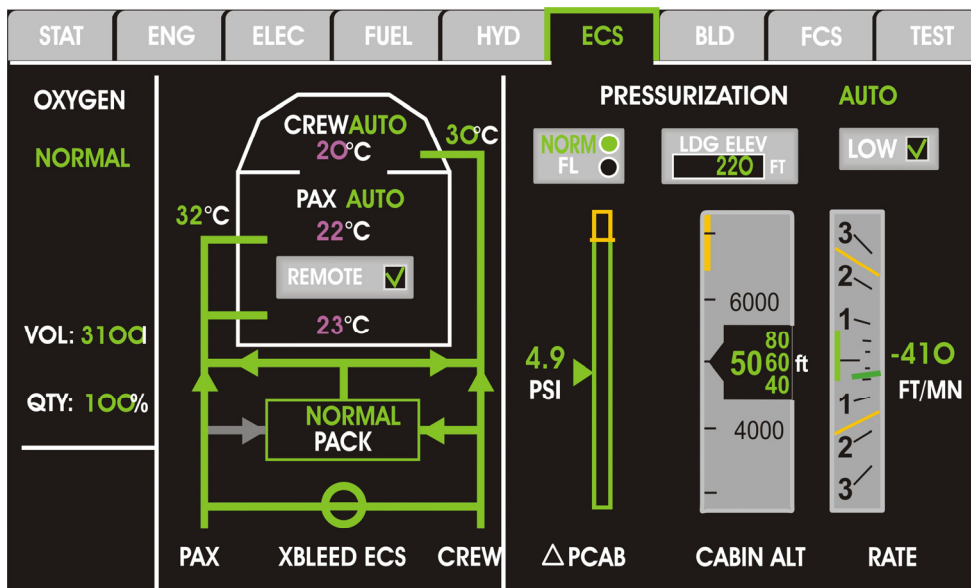 STAT ENG ELEC FUEL HYD ECS BLD FCS TEST
OXYGEN
NORMAL
VOL: 3100l
QTY: 100%
CREW AUTO
20°C
30°C
PAX AUTO
32°C
22°C
REMOTE
23°C
NORMAL
PACK
PAX XBLEED ECS CREW
PRESSURIZATION AUTO
NORM
FL
LDG ELEV
220 FT
LOW
4.9
PSI
6000
80
5060 ft
40
4000
3
2
1
1
2
3
-410
FT/MN
△ PCAB CABIN ALT RATE